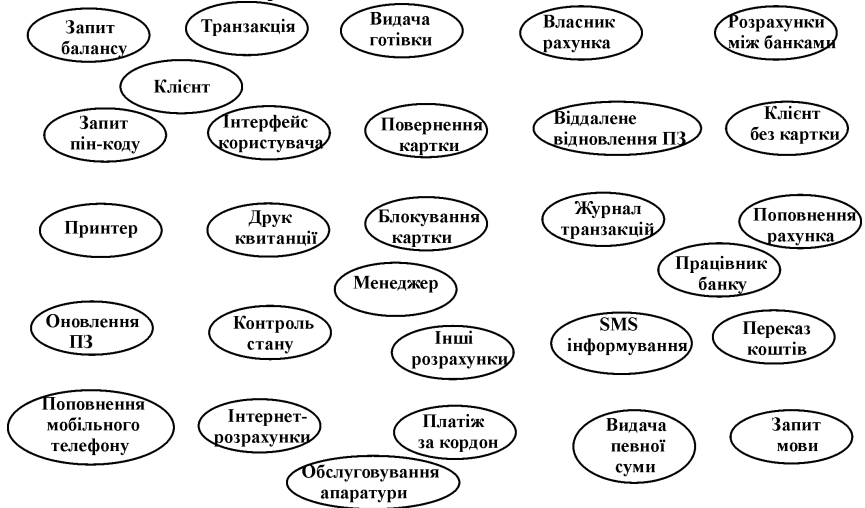 Запит
балансу
Транзакція
Видача
готівки
Власник
рахунка
Розрахунки
між банками
Клієнт
Запит
пін-коду
Інтерфейс
користувача
Повернення
картки
Віддалене
відновлення ПЗ
Клієнт
без картки
Принтер
Друк
квитанції
Блокування
картки
Журнал
транзакцій
Поповнення
рахунка
Працівник
банку
Менеджер
Оновлення
ПЗ
Контроль
стану
Інші
розрахунки
SMS
інформування
Переказ
коштів
Поповнення
мобільного
телефону
Інтернет-
розрахунки
Платіж
за кордон
Видача
певної
суми
Запит
мови
Обслуговування
апаратури